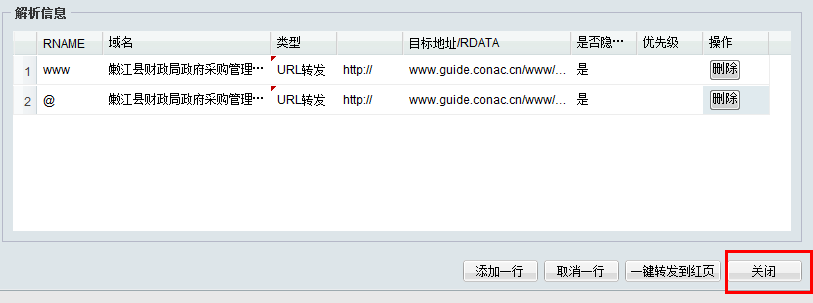 解析信息
RNAME 域名 类型 目标地址/RDATA 是否隐… 优先级 操作
1 www 嫩江县财政局政府采购管理… URL转发 http:// www.guide.conac.cn/www/... 是 删除
2 @ 嫩江县财政局政府采购管理… URL转发 http:// www.guide.conac.cn/www/... 是 删除
添加一行 取消一行 一键转发到红页 关闭